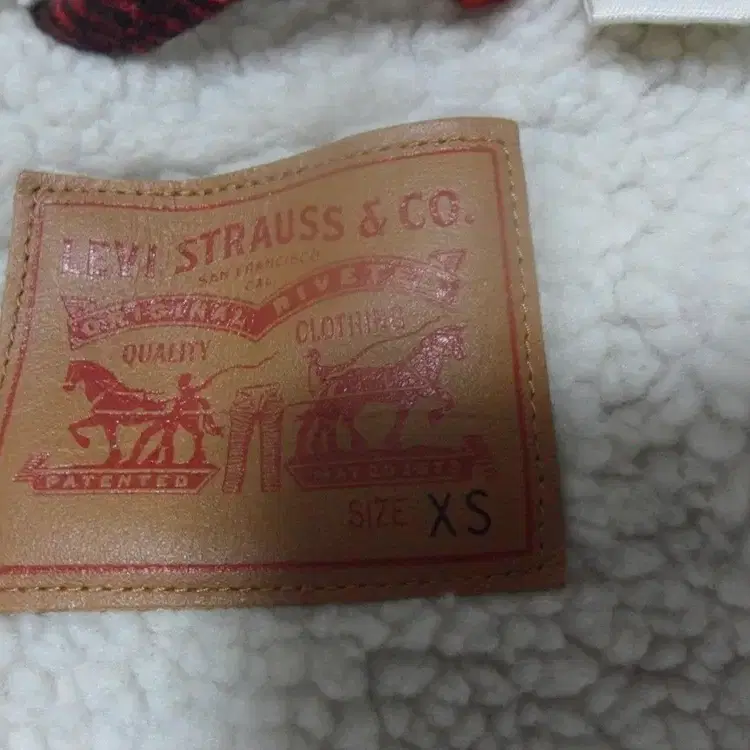 LEVI STRAUSS & CO.
SAN FRANCISCO
CAL.
ORIGINAL RIVETED
QUALITY CLOTHING
PATENTED
SIZE XS